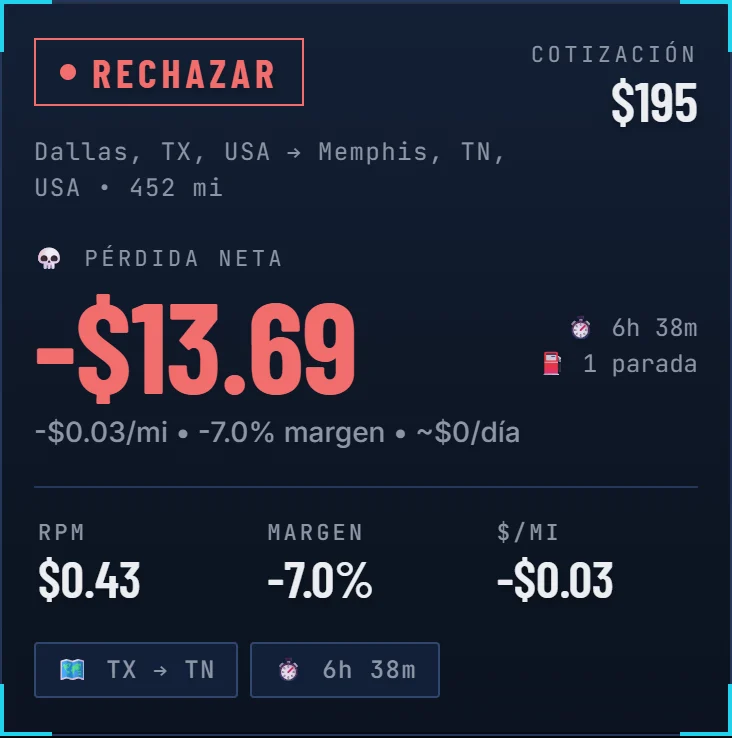 RECHAZAR
COTIZACIÓN
$195
Dallas, TX, USA → Memphis, TN,
USA • 452 mi
PÉRDIDA NETA
-$13.69
6h 38m
1 parada
-$0.03/mi • -7.0% margen • ~$0/día
RPM
$0.43
MARGEN
-7.0%
$/MI
-$0.03
TX → TN
6h 38m